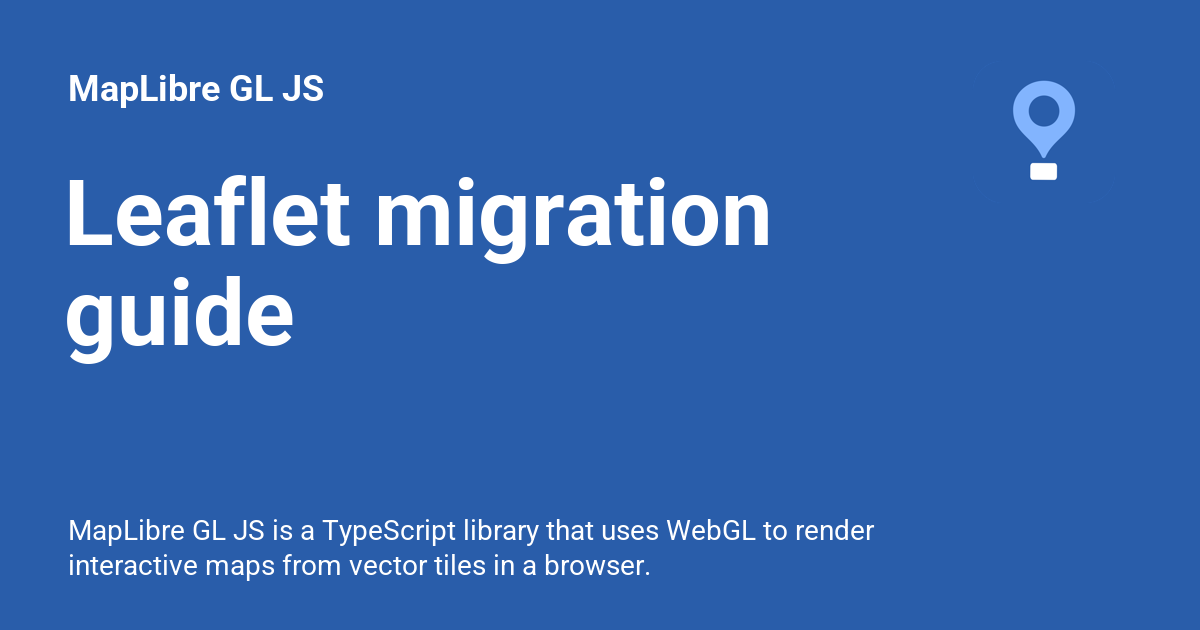 MapLibre GL JS
Leaflet migration
guide
MapLibre GL JS is a TypeScript library that uses WebGL to render
interactive maps from vector tiles in a browser.